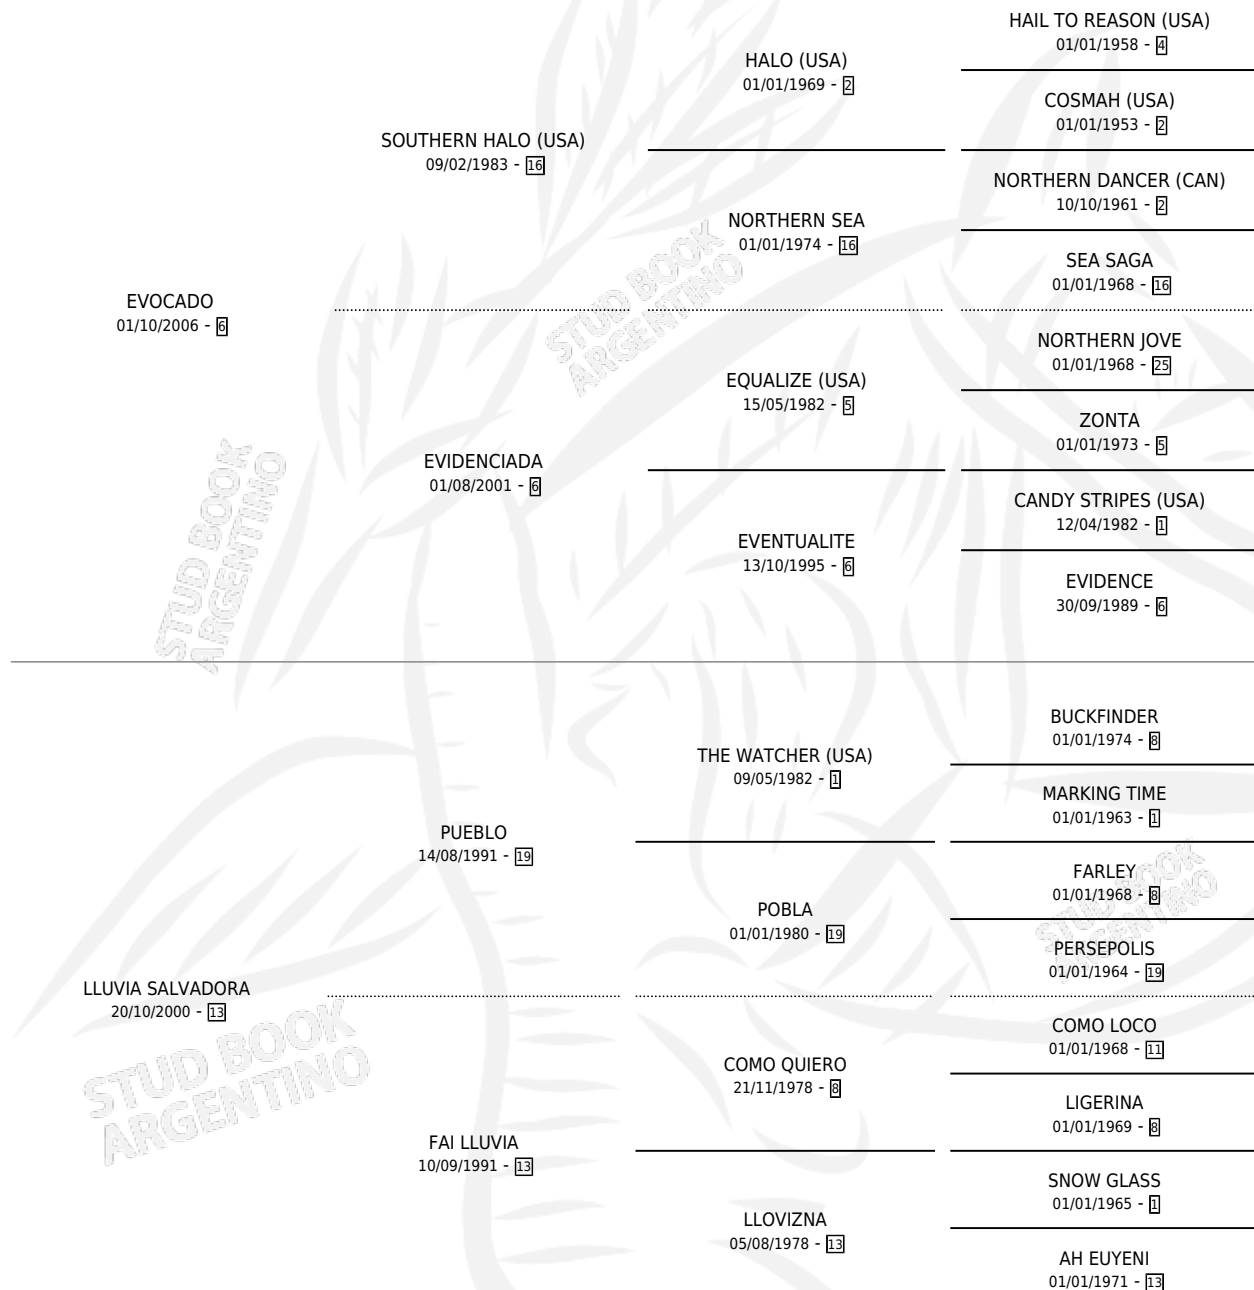 HAIL TO REASON (USA)
01/01/1958 - 4
HALO (USA)
01/01/1969 - 2
COSMAH (USA)
01/01/1953 - 2
SOUTHERN HALO (USA)
09/02/1983 - 16
NORTHERN DANCER (CAN)
10/10/1961 - 2
NORTHERN SEA
01/01/1974 - 16
SEA SAGA
01/01/1968 - 16
EVOCADO
01/10/2006 - 6
STUD BOOK
ARGENTINO
NORTHERN JOVE
01/01/1968 - 25
EQUALIZE (USA)
15/05/1982 - 5
ZONTA
01/01/1973 - 5
EVIDENCIADA
01/08/2001 - 6
CANDY STRIPES (USA)
12/04/1982 - 1
EVENTUALITE
13/10/1995 - 6
EVIDENCE
30/09/1989 - 6
STUD BOOK
ARGENTINO
BUCKFINDER
01/01/1974 - 8
THE WATCHER (USA)
09/05/1982 - 1
MARKING TIME
01/01/1963 - 1
PUEBLO
14/08/1991 - 19
FARLEY
01/01/1968 - 8
POBLA
01/01/1980 - 19
STUD BOOK
ARGENTINO
PERSEPOLIS
01/01/1964 - 19
LLUVIA SALVADORA
20/10/2000 - 13
COMO LOCO
01/01/1968 - 11
COMO QUIERO
21/11/1978 - 8
LIGERINA
01/01/1969 - 8
STUD BOOK
ARGENTINO
FAI LLUVIA
10/09/1991 - 13
SNOW GLASS
01/01/1965 - 1
LLOVIZNA
05/08/1978 - 13
AH EUYENI
01/01/1971 - 13